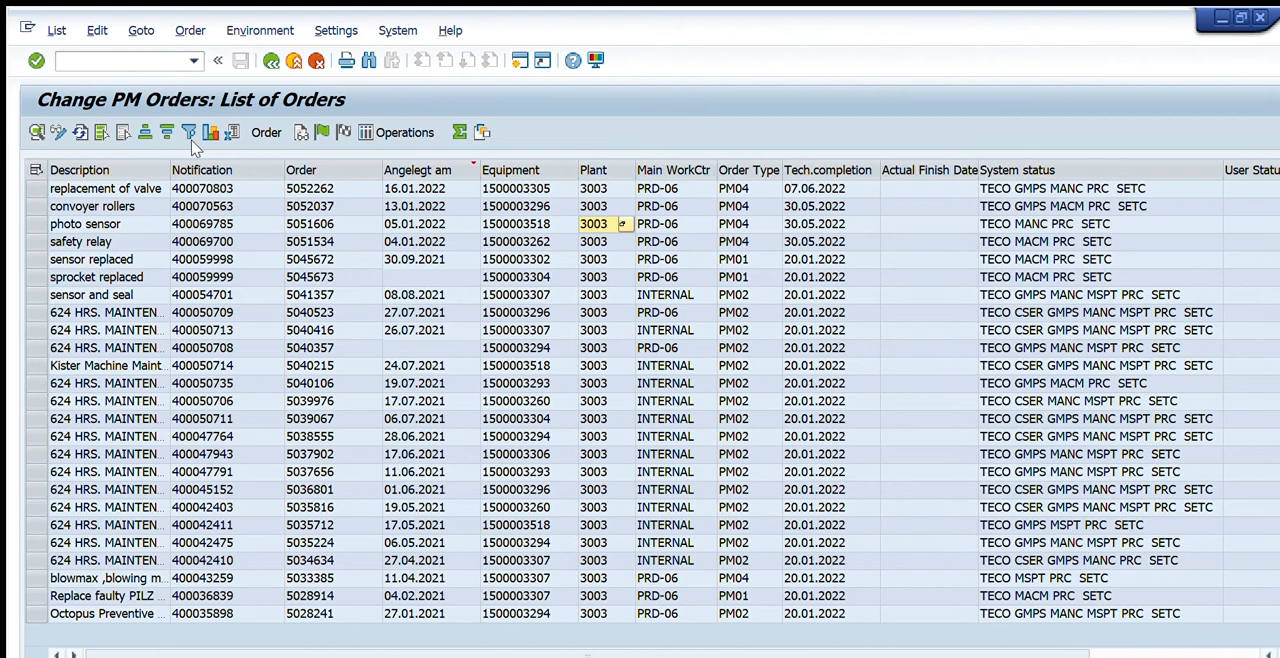 List Edit Goto Order Environment Settings System Help
Change PM Orders: List of Orders
Order Operations
Description Notification Order Angelegt am Equipment Plant Main WorkCtr Order Type Tech.completion Actual Finish Date System status User Statu
replacement of valve 400070803 5052262 16.01.2022 1500003305 3003 PRD-06 PM04 07.06.2022 TECO GMPS MANC PRC SETC
convoyer rollers 400070563 5052037 13.01.2022 1500003296 3003 PRD-06 PM04 30.05.2022 TECO GMPS MACM PRC SETC
photo sensor 400069785 5051606 05.01.2022 1500003518 3003 PRD-06 PM04 30.05.2022 TECO MANC PRC SETC
safety relay 400069700 5051534 04.01.2022 1500003262 3003 PRD-06 PM04 30.05.2022 TECO MACM PRC SETC
sensor replaced 400059998 5045672 30.09.2021 1500003302 3003 PRD-06 PM01 20.01.2022 TECO MACM PRC SETC
sprocket replaced 400059999 5045673 1500003304 3003 PRD-06 PM01 20.01.2022 TECO MACM PRC SETC
sensor and seal 400054701 5041357 08.08.2021 1500003307 3003 INTERNAL PM02 20.01.2022 TECO GMPS MANC MSPT PRC SETC
624 HRS. MAINTEN... 400050709 5040523 27.07.2021 1500003296 3003 PRD-06 PM02 20.01.2022 TECO CSER GMPS MANC MSPT PRC SETC
624 HRS. MAINTEN... 400050713 5040416 26.07.2021 1500003307 3003 INTERNAL PM02 20.01.2022 TECO CSER GMPS MANC MSPT PRC SETC
624 HRS. MAINTEN... 400050708 5040357 1500003294 3003 PRD-06 PM02 20.01.2022 TECO GMPS MANC MSPT PRC SETC
Kister Machine Maint... 400050714 5040215 24.07.2021 1500003518 3003 INTERNAL PM02 20.01.2022 TECO CSER GMPS MANC MSPT PRC SETC
624 HRS. MAINTEN... 400050735 5040106 19.07.2021 1500003293 3003 INTERNAL PM02 20.01.2022 TECO GMPS MACM PRC SETC
624 HRS. MAINTEN... 400050706 5039976 17.07.2021 1500003260 3003 INTERNAL PM02 20.01.2022 TECO CSER MANC MSPT PRC SETC
624 HRS. MAINTEN... 400050711 5039067 06.07.2021 1500003304 3003 INTERNAL PM02 20.01.2022 TECO CSER GMPS MANC MSPT PRC SETC
624 HRS. MAINTEN... 400047764 5038555 28.06.2021 1500003294 3003 INTERNAL PM02 20.01.2022 TECO CSER GMPS MANC MSPT PRC SETC
624 HRS. MAINTEN... 400047943 5037902 17.06.2021 1500003306 3003 INTERNAL PM02 20.01.2022 TECO GMPS MANC MSPT PRC SETC
624 HRS. MAINTEN... 400047791 5037656 11.06.2021 1500003293 3003 INTERNAL PM02 20.01.2022 TECO GMPS MANC MSPT PRC SETC
624 HRS. MAINTEN... 400045152 5036801 01.06.2021 1500003296 3003 INTERNAL PM02 20.01.2022 TECO CSER GMPS MANC MSPT PRC SETC
624 HRS. MAINTEN... 400042403 5035816 19.05.2021 1500003260 3003 INTERNAL PM02 20.01.2022 TECO CSER GMPS MANC MSPT PRC SETC
624 HRS. MAINTEN... 400042411 5035712 17.05.2021 1500003518 3003 INTERNAL PM02 20.01.2022 TECO GMPS MSPT PRC SETC
624 HRS. MAINTEN... 400042475 5035224 06.05.2021 1500003294 3003 INTERNAL PM02 20.01.2022 TECO GMPS MANC MSPT PRC SETC
624 HRS. MAINTEN... 400042410 5034634 27.04.2021 1500003307 3003 INTERNAL PM02 20.01.2022 TECO CSER GMPS MANC PRC SETC
blowmax ,blowing m... 400043259 5033385 11.04.2021 1500003307 3003 PRD-06 PM04 20.01.2022 TECO MSPT PRC SETC
Replace faulty PILZ ... 400036839 5028914 04.02.2021 1500003307 3003 PRD-06 PM01 20.01.2022 TECO MACM PRC SETC
Octopus Preventive ... 400035898 5028241 27.01.2021 1500003294 3003 PRD-06 PM02 20.01.2022 TECO GMPS MANC MSPT PRC SETC